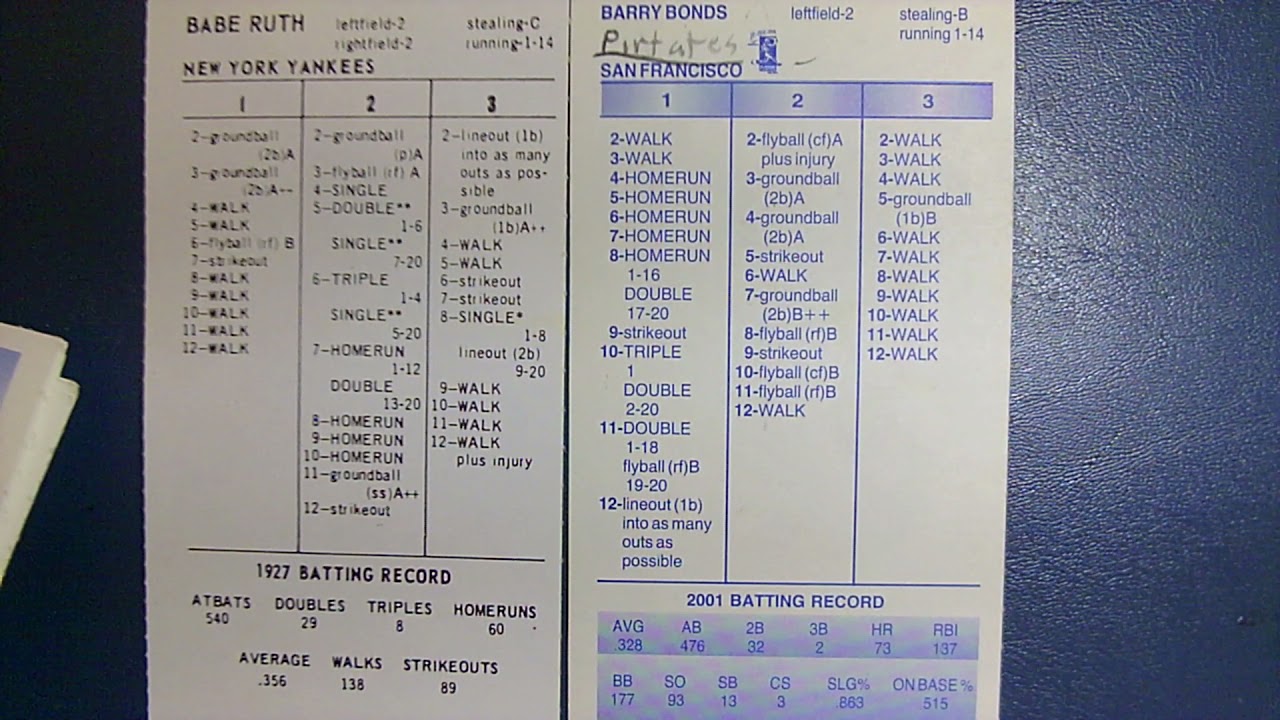 BABE RUTH leftfield-2 stealing-C
rightfield-2 running-1-14
NEW YORK YANKEES
1 2 3
2-groundball
(2b)A
3-groundball
(2b)A++
4-WALK
5-WALK
6-flyball (rf) B
7-strikeout
8-WALK
9-WALK
10-WALK
11-WALK
12-WALK
2-groundball
(p)A
3-flyball (rf) A
4-SINGLE
5-DOUBLE**
1-6
SINGLE**
7-20
6-TRIPLE
1-4
SINGLE**
5-20
7-HOMERUN
1-12
DOUBLE
13-20
8-HOMERUN
9-HOMERUN
10-HOMERUN
11-groundball
(ss)A++
12-strikeout
2-lineout (1b)
into as many
outs as pos-
sible
3-groundball
(1b)A++
4-WALK
5-WALK
6-strikeout
7-strikeout
8-SINGLE*
1-8
lineout (2b)
9-20
9-WALK
10-WALK
11-WALK
12-WALK
plus injury
1927 BATTING RECORD
ATBATS DOUBLES TRIPLES HOMERUNS
540 29 8 60
AVERAGE WALKS STRIKEOUTS
.356 138 89
BARRY BONDS leftfield-2 stealing-B
running 1-14
Pirtates
SAN FRANCISCO
1 2 3
2-WALK
3-WALK
4-HOMERUN
5-HOMERUN
6-HOMERUN
7-HOMERUN
8-HOMERUN
1-16
DOUBLE
17-20
9-strikeout
10-TRIPLE
1
DOUBLE
2-20
11-DOUBLE
1-18
flyball (rf)B
19-20
12-lineout (1b)
into as many
outs as
possible
2-flyball (cf)A
plus injury
3-groundball
(2b)A
4-groundball
(2b)A
5-strikeout
6-WALK
7-groundball
(2b)B++
8-flyball (rf)B
9-strikeout
10-flyball (cf)B
11-flyball (rf)B
12-WALK
2-WALK
3-WALK
4-WALK
5-groundball
(1b)B
6-WALK
7-WALK
8-WALK
9-WALK
10-WALK
11-WALK
12-WALK
2001 BATTING RECORD
AVG AB 2B 3B HR RBI
.328 476 32 2 73 137
BB SO SB CS SLG% ON BASE %
177 93 13 3 .863 .515